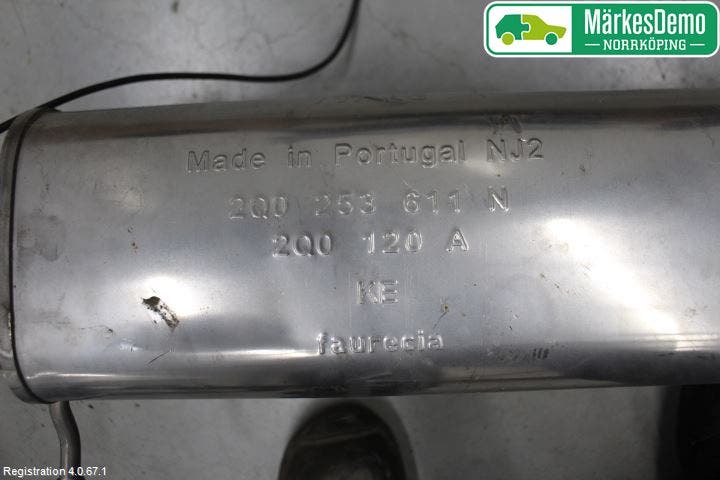 MärkesDemo
NORRKÖPING
Made in Portugal NJ2
2Q0 253 611 N
2Q0 120 A
KE
faurecia
Registration 4.0.67.1